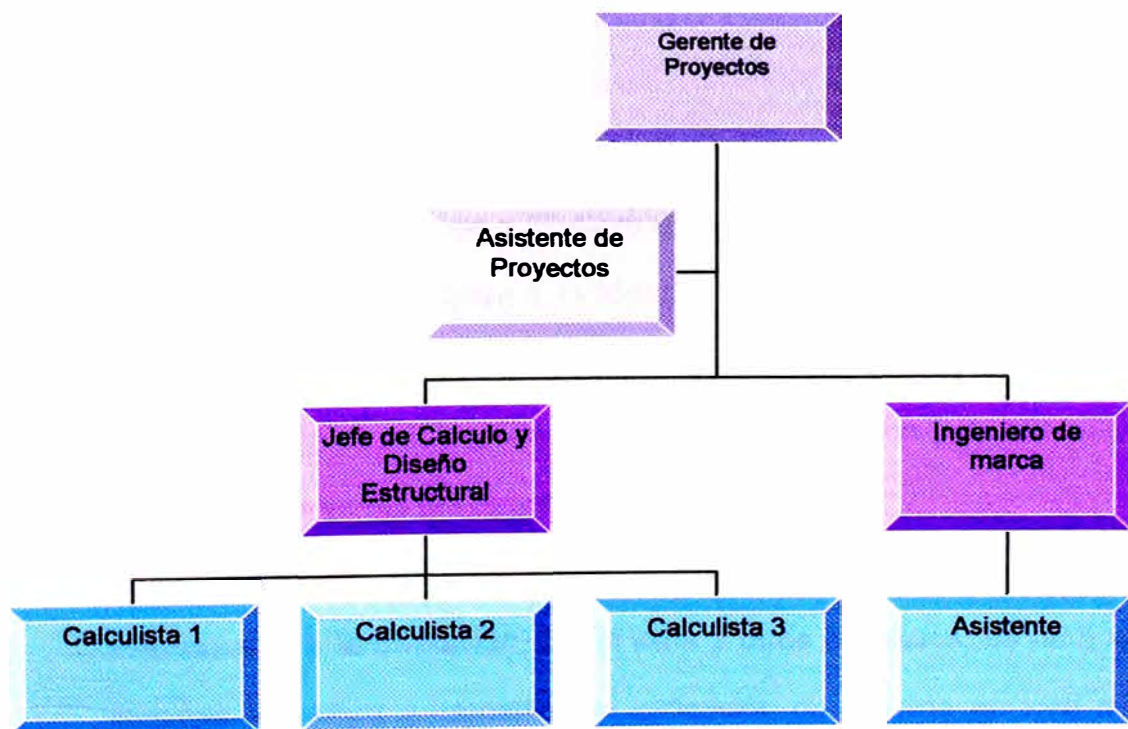 Gerente de
Proyectos
Asistente de
Proyectos
Jefe de Calculo y
Diseño
Estructural
Ingeniero de
marca
Calculista 1
Calculista 2
Calculista 3
Asistente